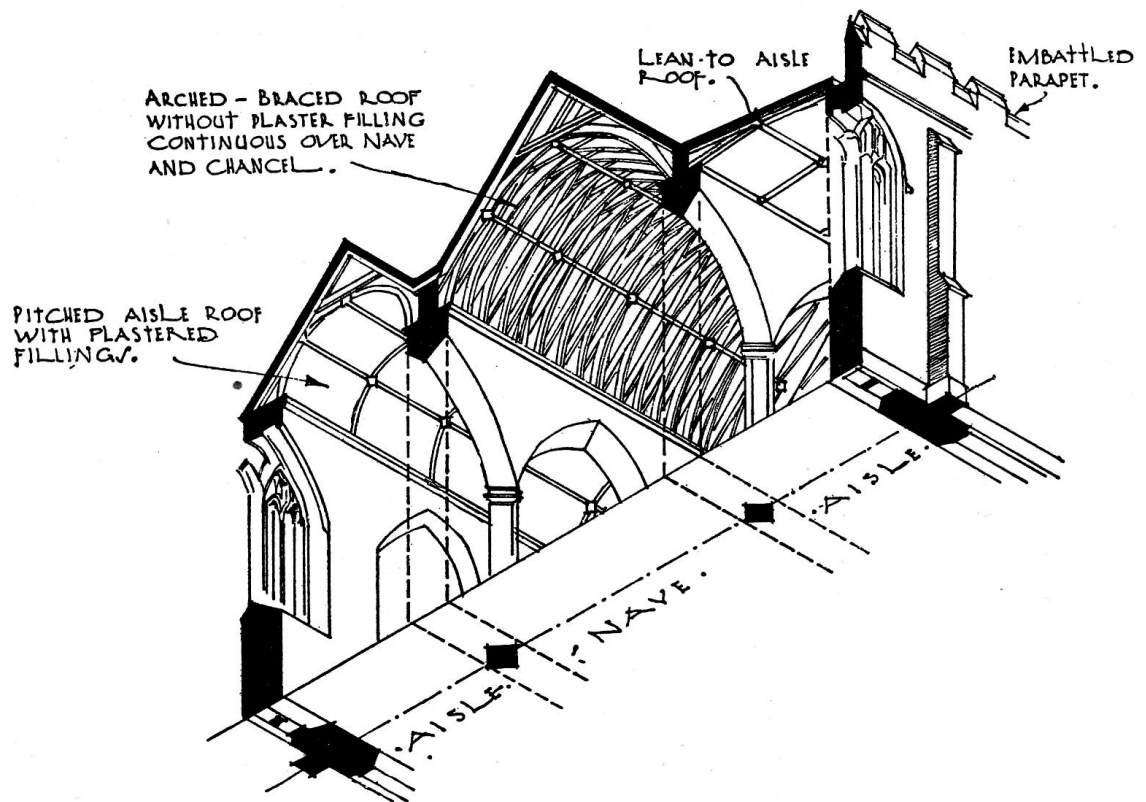 LEAN-TO AISLE
ROOF.
EMBATTLED
PARAPET.
ARCHED - BRACED ROOF
WITHOUT PLASTER FILLING
CONTINUOUS OVER NAVE
AND CHANCEL.
PITCHED AISLE ROOF
WITH PLASTERED
FILLINGS.
.AISLE.
. NAVE .
.AISLE.